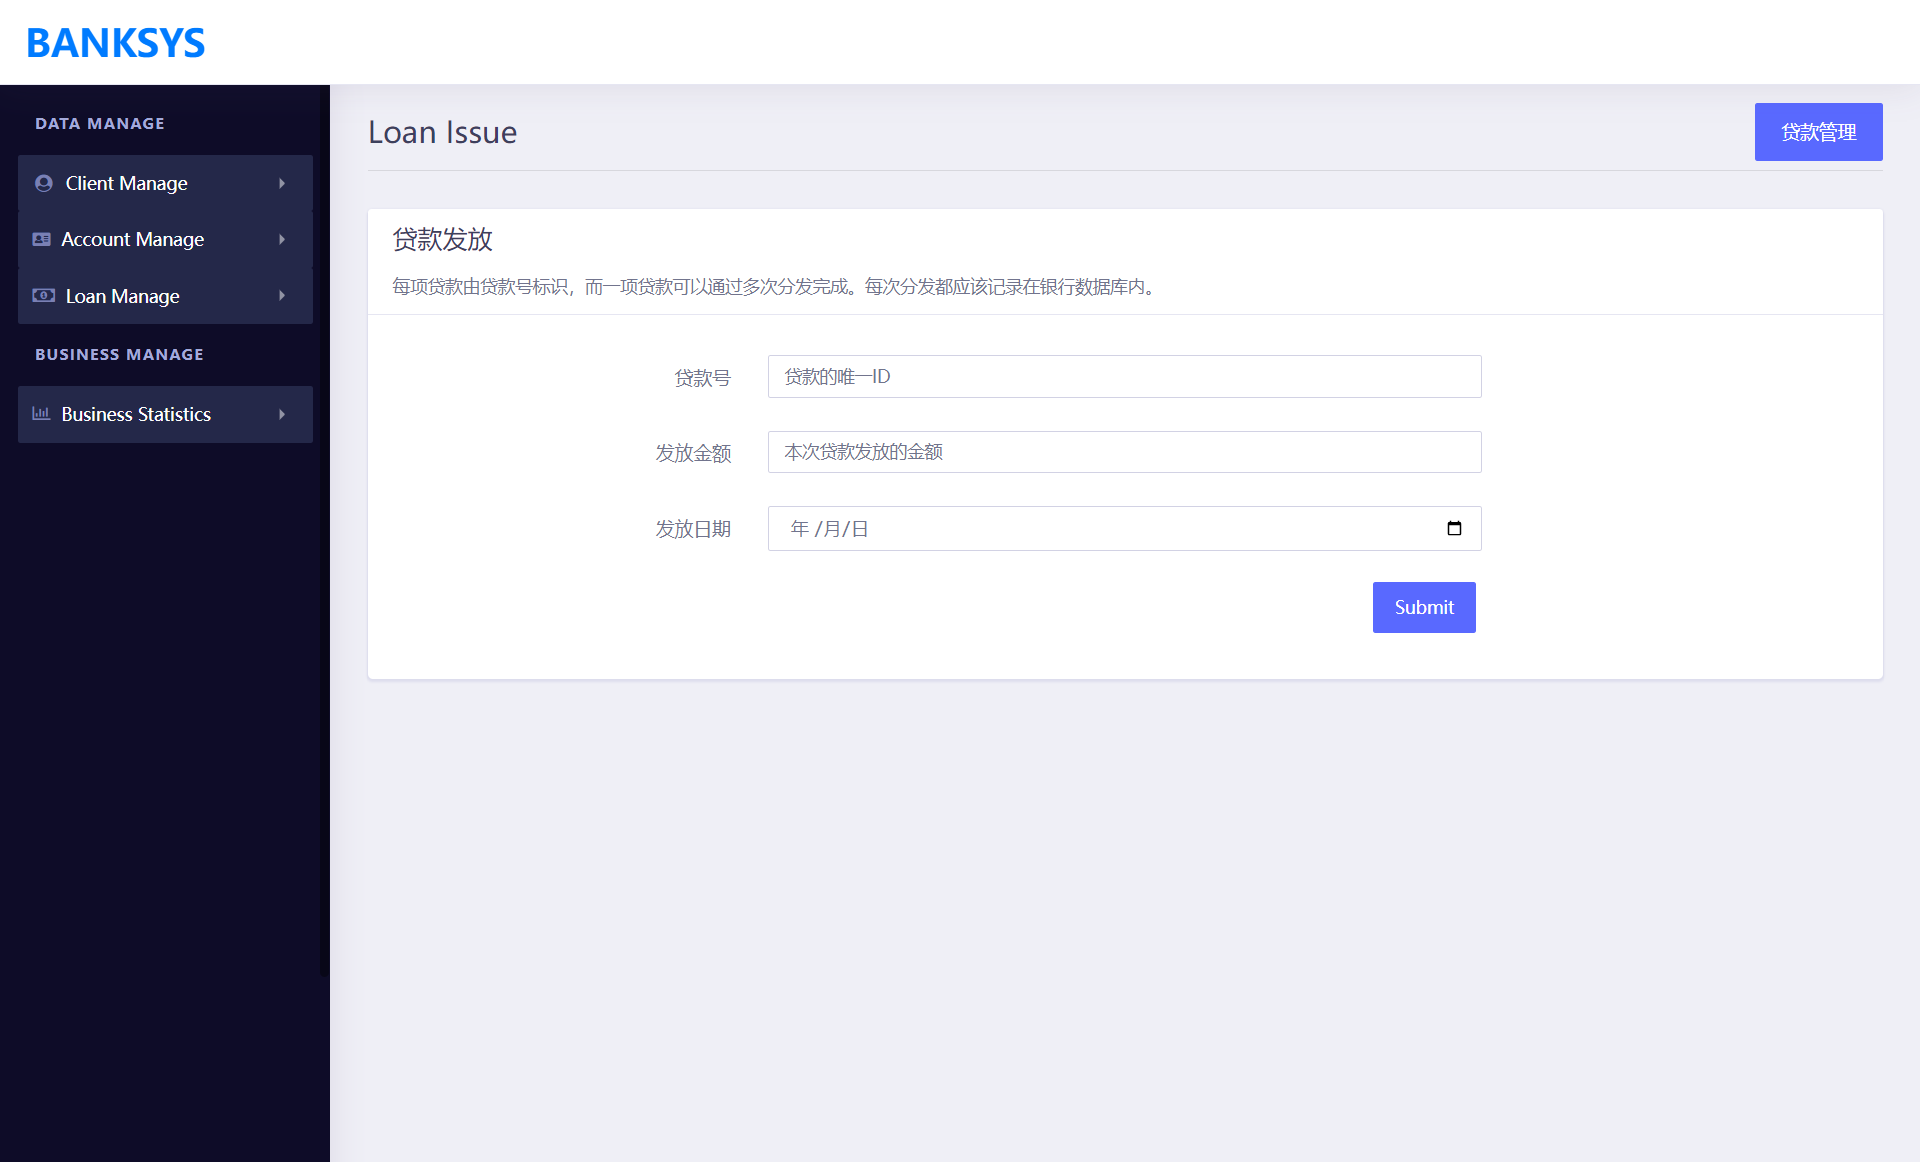 BANKSYS
DATA MANAGE
Client Manage
Account Manage
Loan Manage
BUSINESS MANAGE
Business Statistics
Loan Issue
贷款管理
贷款发放
每项贷款由贷款号标识，而一项贷款可以通过多次分发完成。每次分发都应该记录在银行数据库内。
贷款号
贷款的唯一ID
发放金额
本次贷款发放的金额
发放日期
年 /月/日
Submit